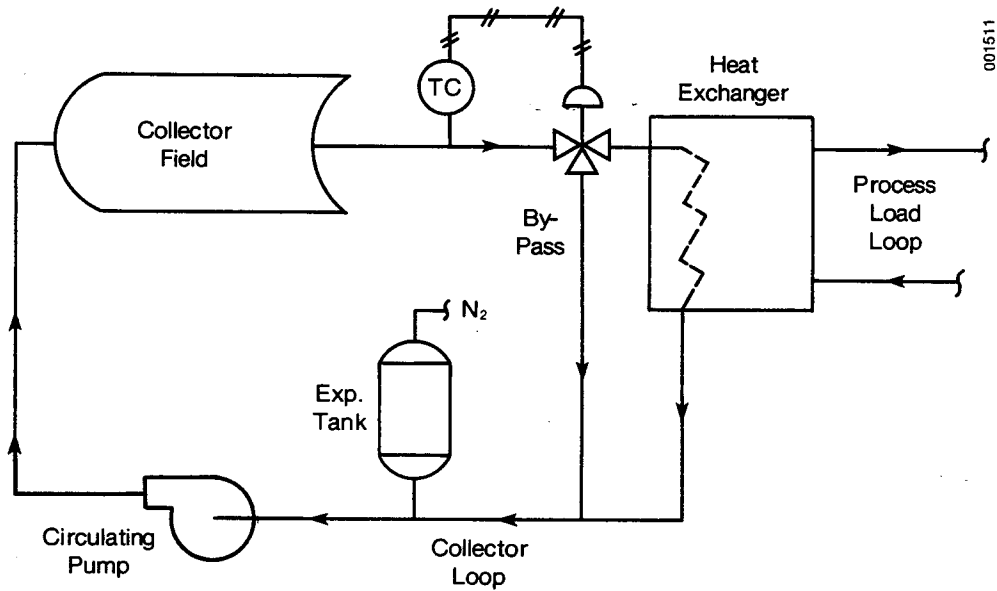 001511
TC
Heat
Exchanger
Collector
Field
Process
Load
Loop
By-
Pass
N₂
Exp.
Tank
Circulating
Pump
Collector
Loop